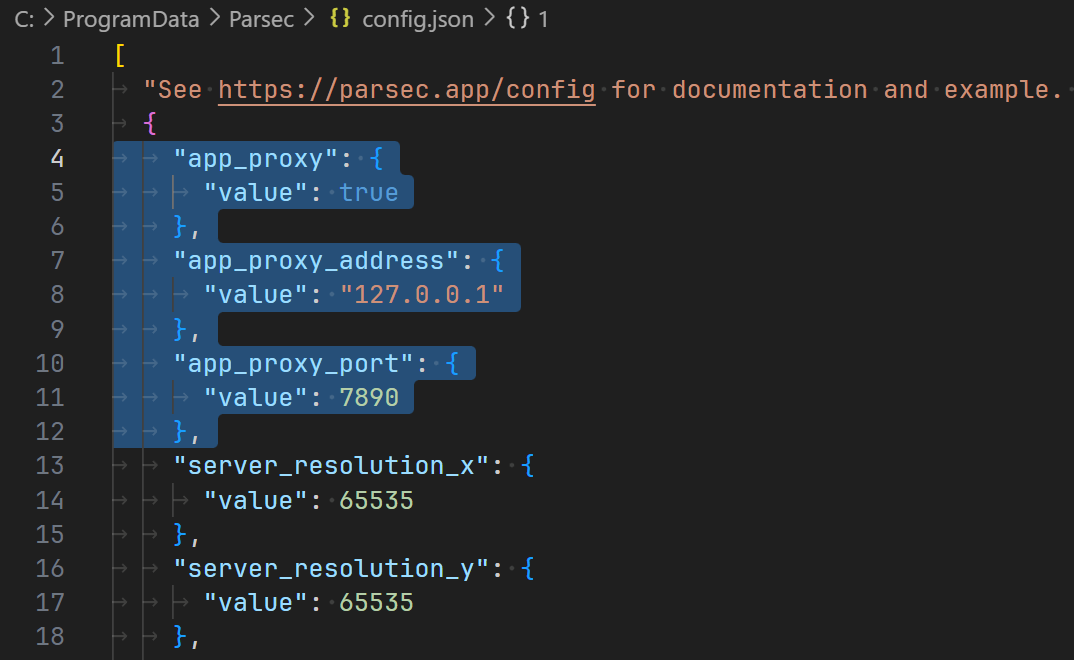 C: > ProgramData > Parsec > {} config.json > {} 1
1 [
2 "See https://parsec.app/config for documentation and example.
3 {
4 "app_proxy": {
5 "value": true
6 },
7 "app_proxy_address": {
8 "value": "127.0.0.1"
9 },
10 "app_proxy_port": {
11 "value": 7890
12 },
13 "server_resolution_x": {
14 "value": 65535
15 },
16 "server_resolution_y": {
17 "value": 65535
18 },